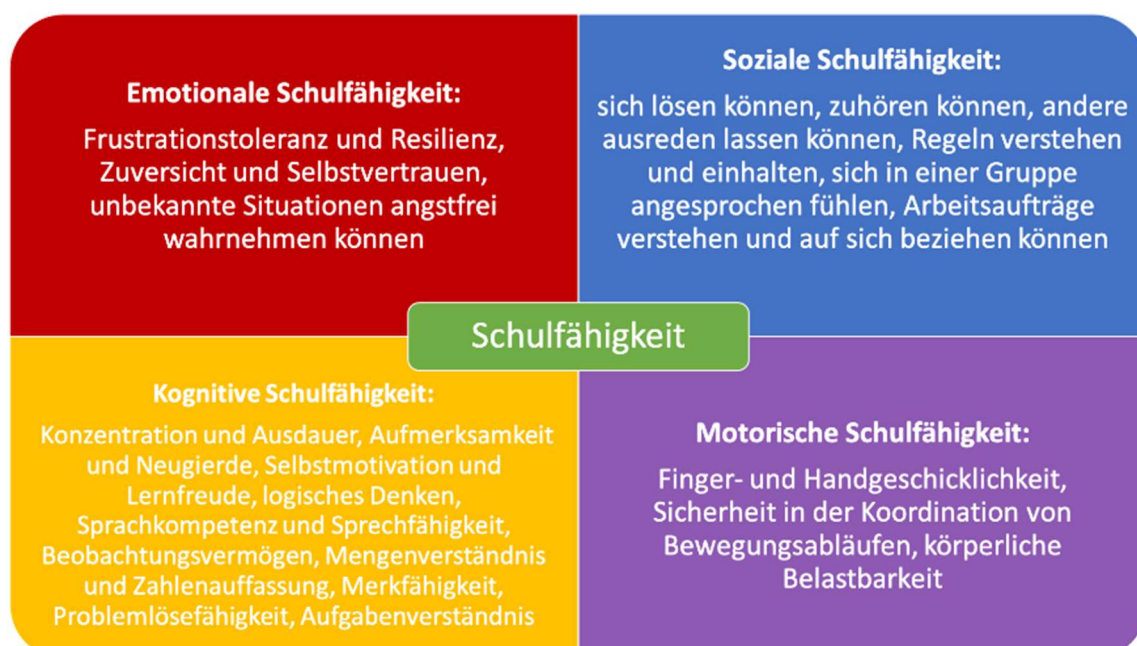 Emotionale Schulfähigkeit:
Frustrationstoleranz und Resilienz,
Zuversicht und Selbstvertrauen,
unbekannte Situationen angstfrei
wahrnehmen können
Soziale Schulfähigkeit:
sich lösen können, zuhören können, andere
ausreden lassen können, Regeln verstehen
und einhalten, sich in einer Gruppe
angesprochen fühlen, Arbeitsaufträge
verstehen und auf sich beziehen können
Schulfähigkeit
Kognitive Schulfähigkeit:
Konzentration und Ausdauer, Aufmerksamkeit
und Neugierde, Selbstmotivation und
Lernfreude, logisches Denken,
Sprachkompetenz und Sprechfähigkeit,
Beobachtungsvermögen, Mengenverständnis
und Zahlenauffassung, Merkfähigkeit,
Problemlösefähigkeit, Aufgabenverständnis
Motorische Schulfähigkeit:
Finger- und Handgeschicklichkeit,
Sicherheit in der Koordination von
Bewegungsabläufen, körperliche
Belastbarkeit